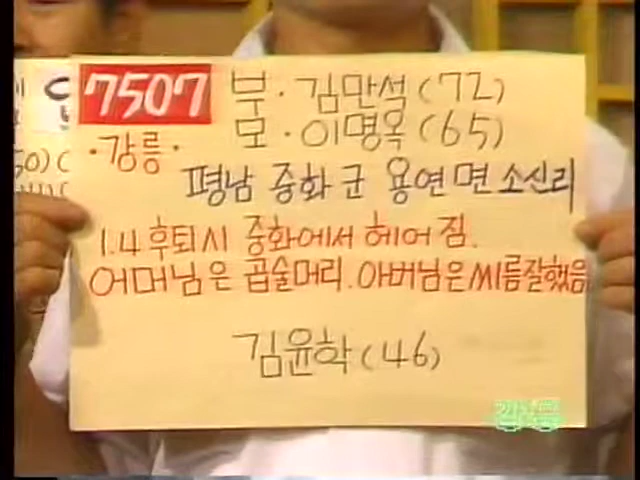 7507 부·김만석(72)
·강릉· 모·이명옥(65)
평남 중화군 용연면 소신리
1.4 후퇴시 중화에서 헤어짐.
어머님은 곱슬머리. 아버님은 씨름잘했음
김윤학(46)